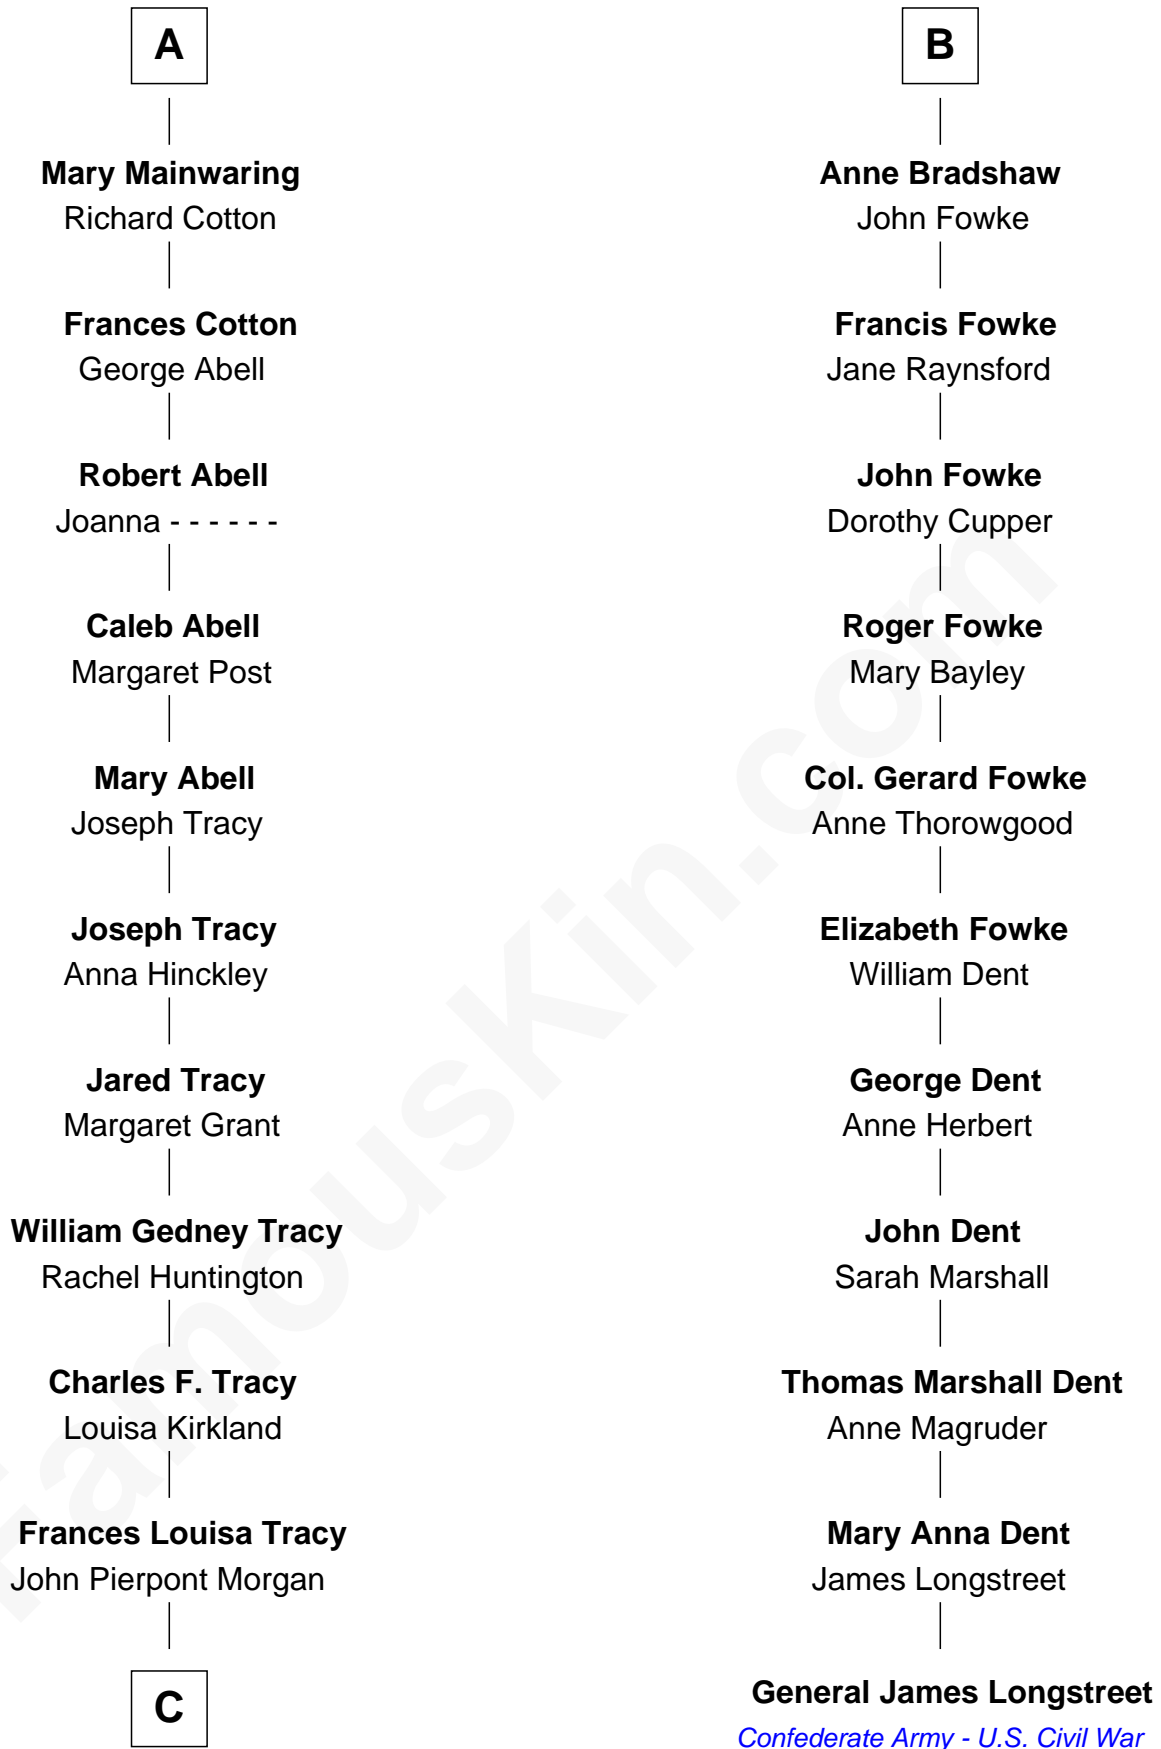 A
Mary Mainwaring
Richard Cotton
Frances Cotton
George Abell
Robert Abell
Joanna - - - - - -
Caleb Abell
Margaret Post
Mary Abell
Joseph Tracy
Joseph Tracy
Anna Hinckley
Jared Tracy
Margaret Grant
William Gedney Tracy
Rachel Huntington
Charles F. Tracy
Louisa Kirkland
Frances Louisa Tracy
John Pierpont Morgan
C
B
Anne Bradshaw
John Fowke
Francis Fowke
Jane Raynsford
John Fowke
Dorothy Cupper
Roger Fowke
Mary Bayley
Col. Gerard Fowke
Anne Thorowgood
Elizabeth Fowke
William Dent
George Dent
Anne Herbert
John Dent
Sarah Marshall
Thomas Marshall Dent
Anne Magruder
Mary Anna Dent
James Longstreet
General James Longstreet
Confederate Army - U.S. Civil War
FamousKin.com